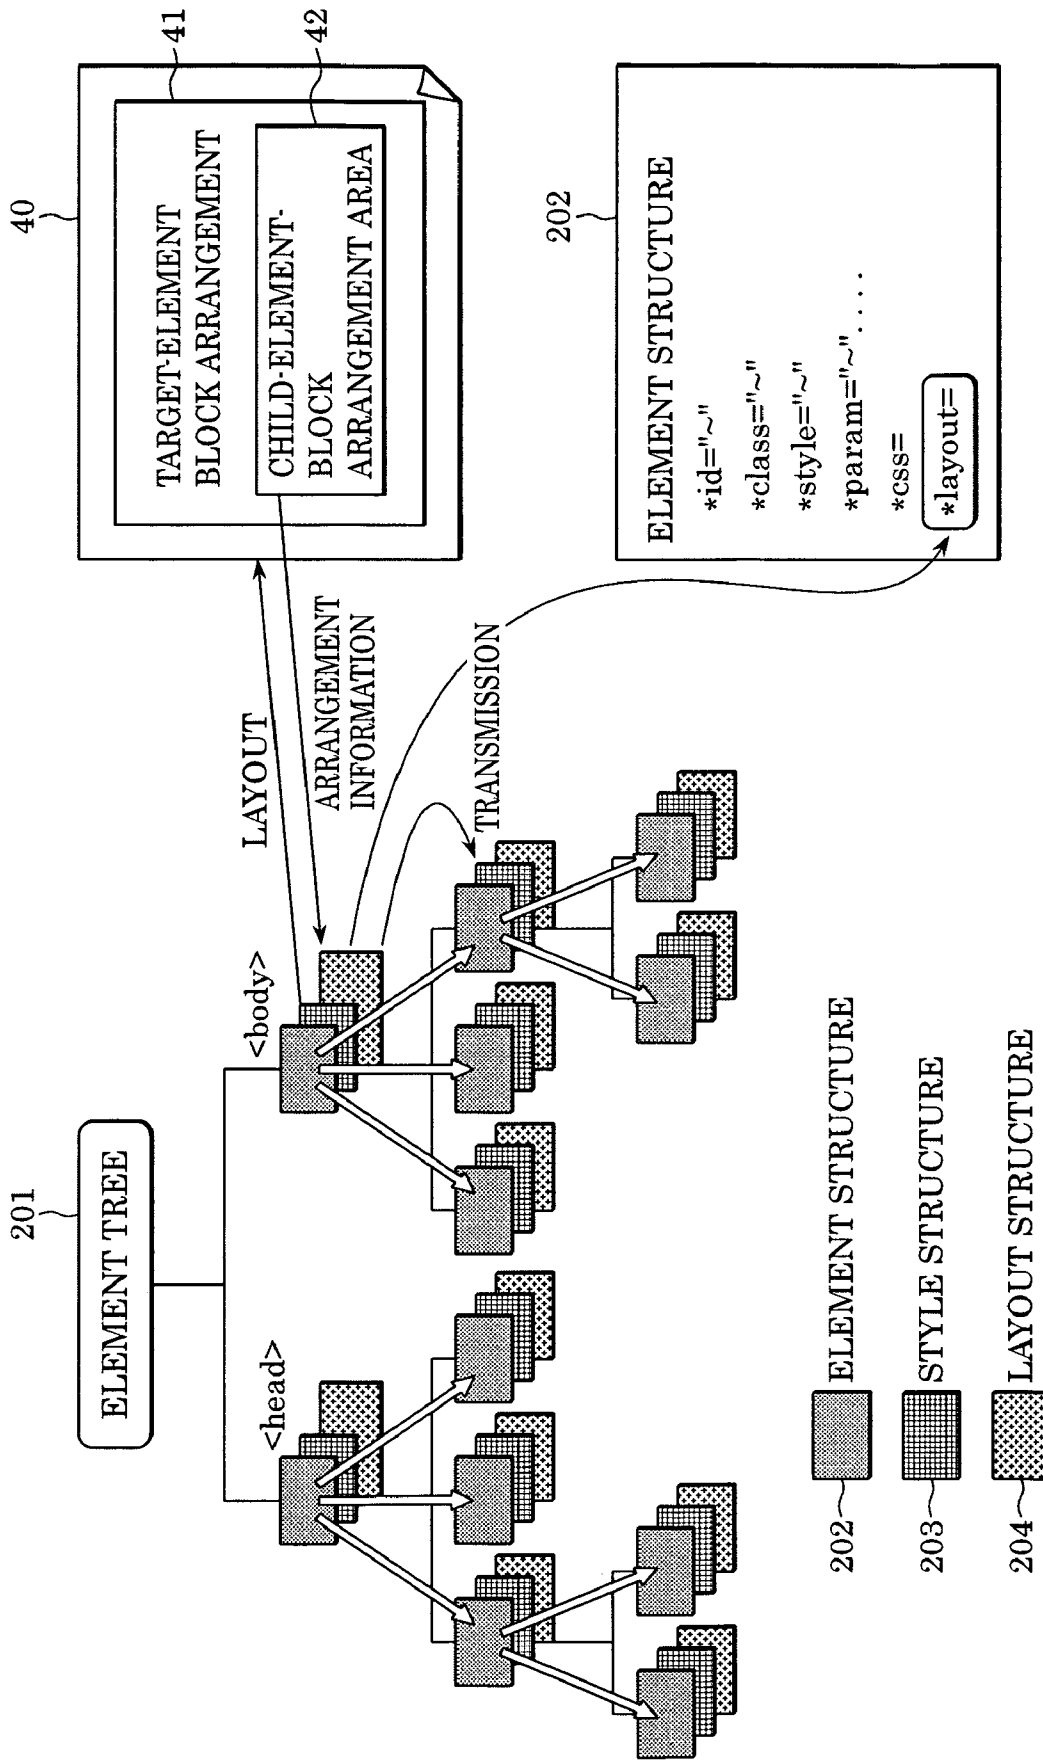 201
ELEMENT TREE
<head>
<body>
LAYOUT
ARRANGEMENT
INFORMATION
TRANSMISSION
40
41
42
TARGET-ELEMENT
BLOCK ARRANGEMENT
CHILD-ELEMENT-
BLOCK
ARRANGEMENT AREA
202
ELEMENT STRUCTURE
*id="~"
*class="~"
*style="~"
*param="~"....
*css=
*layout=
202 ELEMENT STRUCTURE
203 STYLE STRUCTURE
204 LAYOUT STRUCTURE